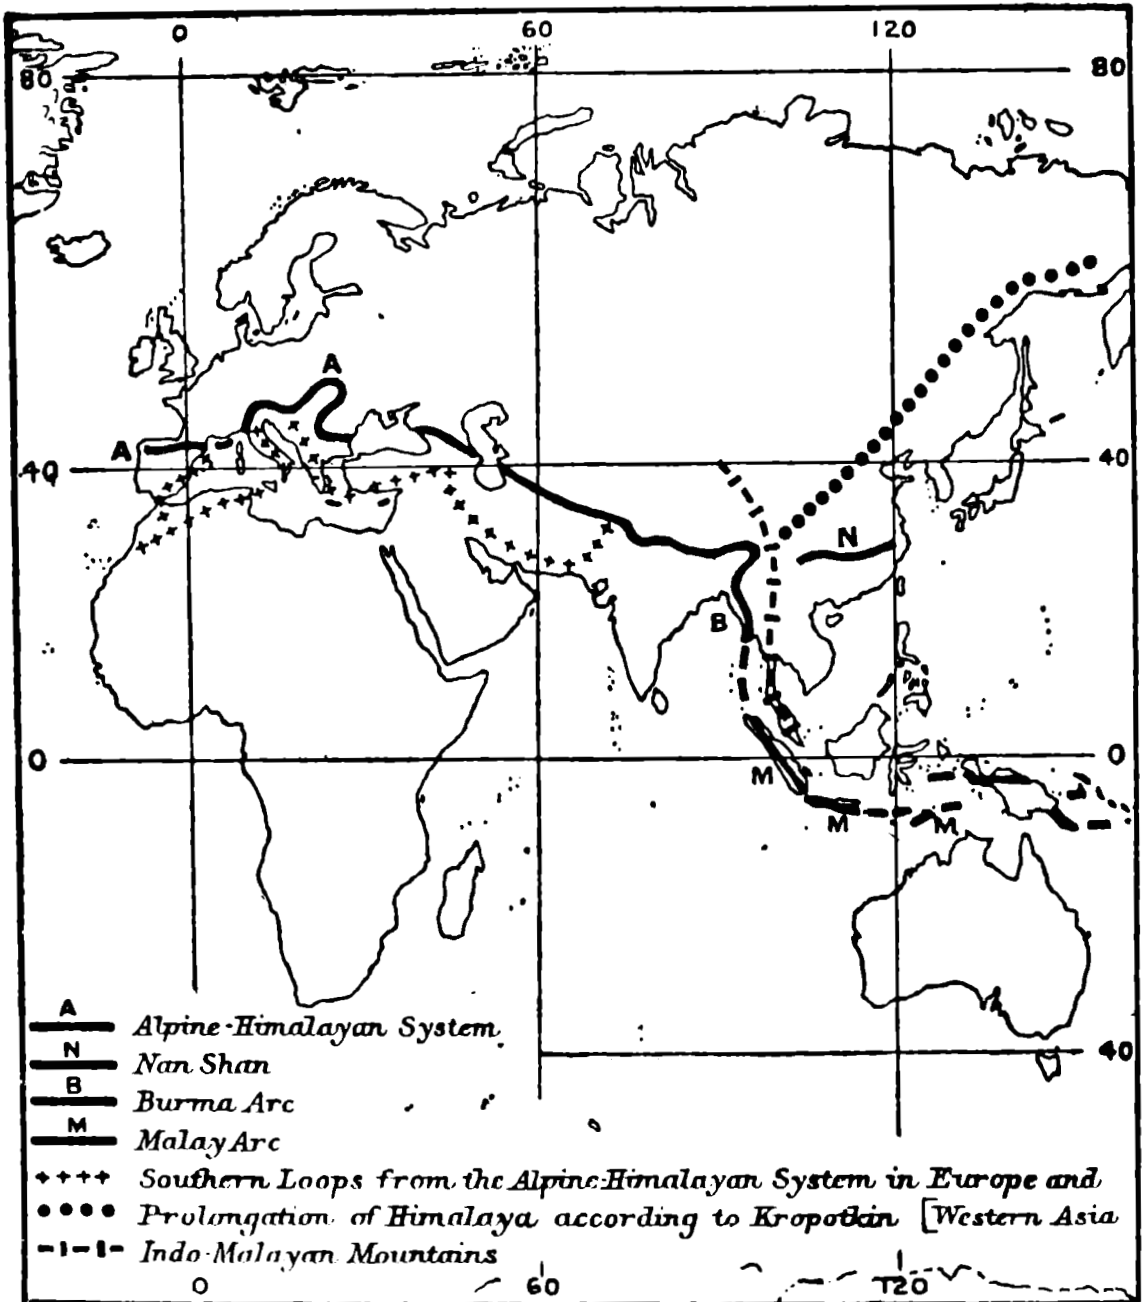 0 60 120
80 80
A
A
40 40
N
B
0 0
M
M M
40
A
Alpine-Himalayan System
N
Nan Shan
B
Burma Arc
M
Malay Arc
Southern Loops from the Alpine-Himalayan System in Europe and
Prolongation of Himalaya according to Kropotkin [Western Asia
Indo-Malayan Mountains
0 60 120